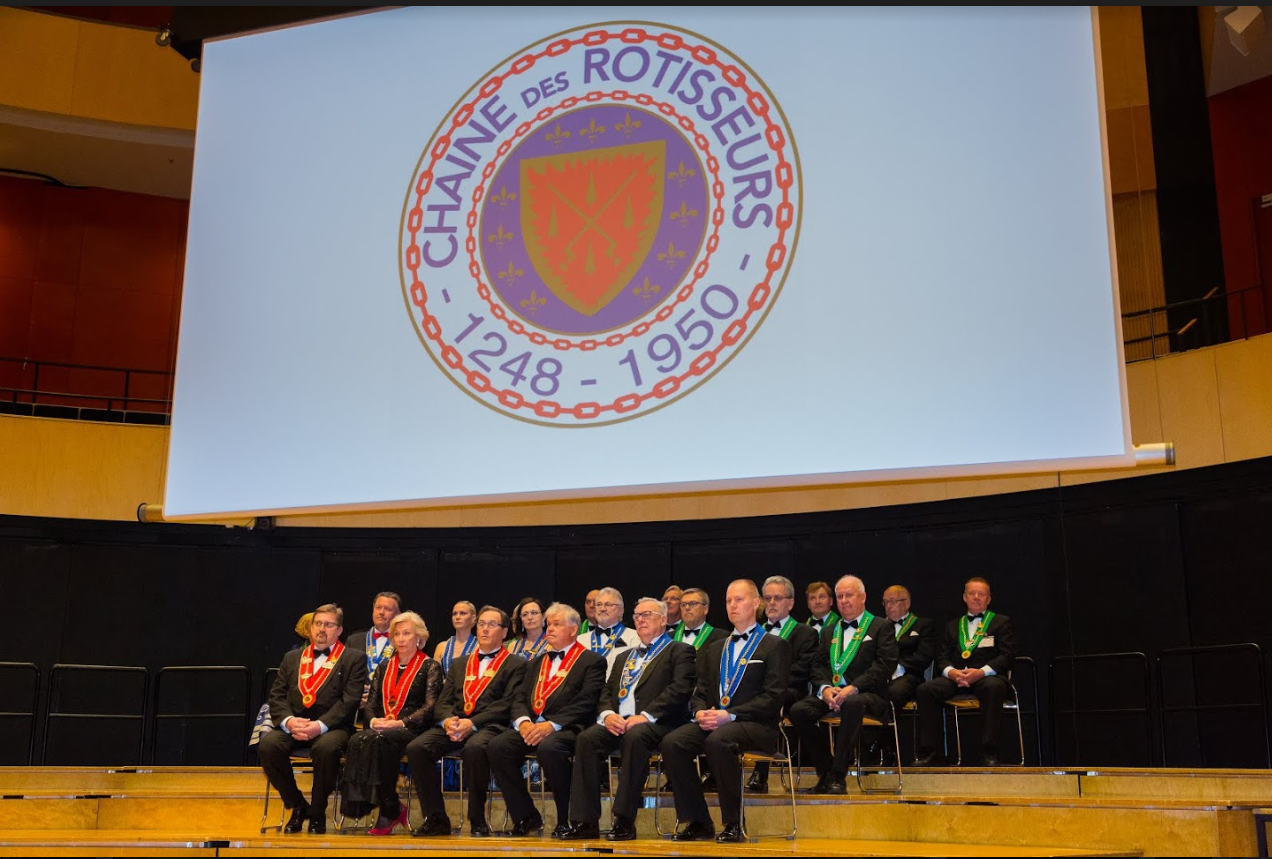 CHAINE DES ROTISSEURS
- 1248 - 1950 -